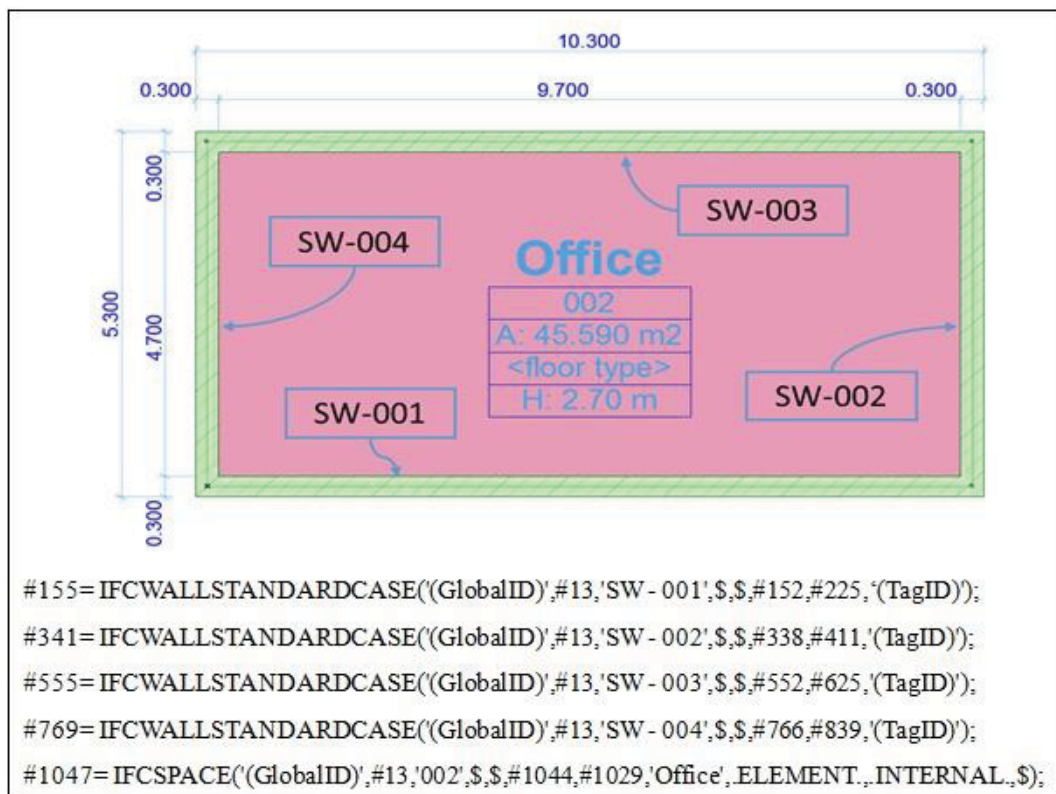 10.300
0.300 9.700 0.300
0.300
5.300
4.700
0.300
SW-003
SW-004
Office
002
A: 45.590 m2
<floor type>
H: 2.70 m
SW-002
SW-001
#155= IFCWALLSTANDARDCASE('(GlobalID)',#13,'SW - 001',$,$,#152,#225,‘(TagID)');
#341= IFCWALLSTANDARDCASE('(GlobalID)',#13,'SW - 002',$,$,#338,#411,'(TagID)');
#555= IFCWALLSTANDARDCASE('(GlobalID)',#13,'SW - 003',$,$,#552,#625,'(TagID)');
#769= IFCWALLSTANDARDCASE('(GlobalID)',#13,'SW - 004',$,$,#766,#839,'(TagID)');
#1047= IFCSPACE('(GlobalID)',#13,'002',$,$,#1044,#1029,'Office',.ELEMENT.,.INTERNAL.,$);